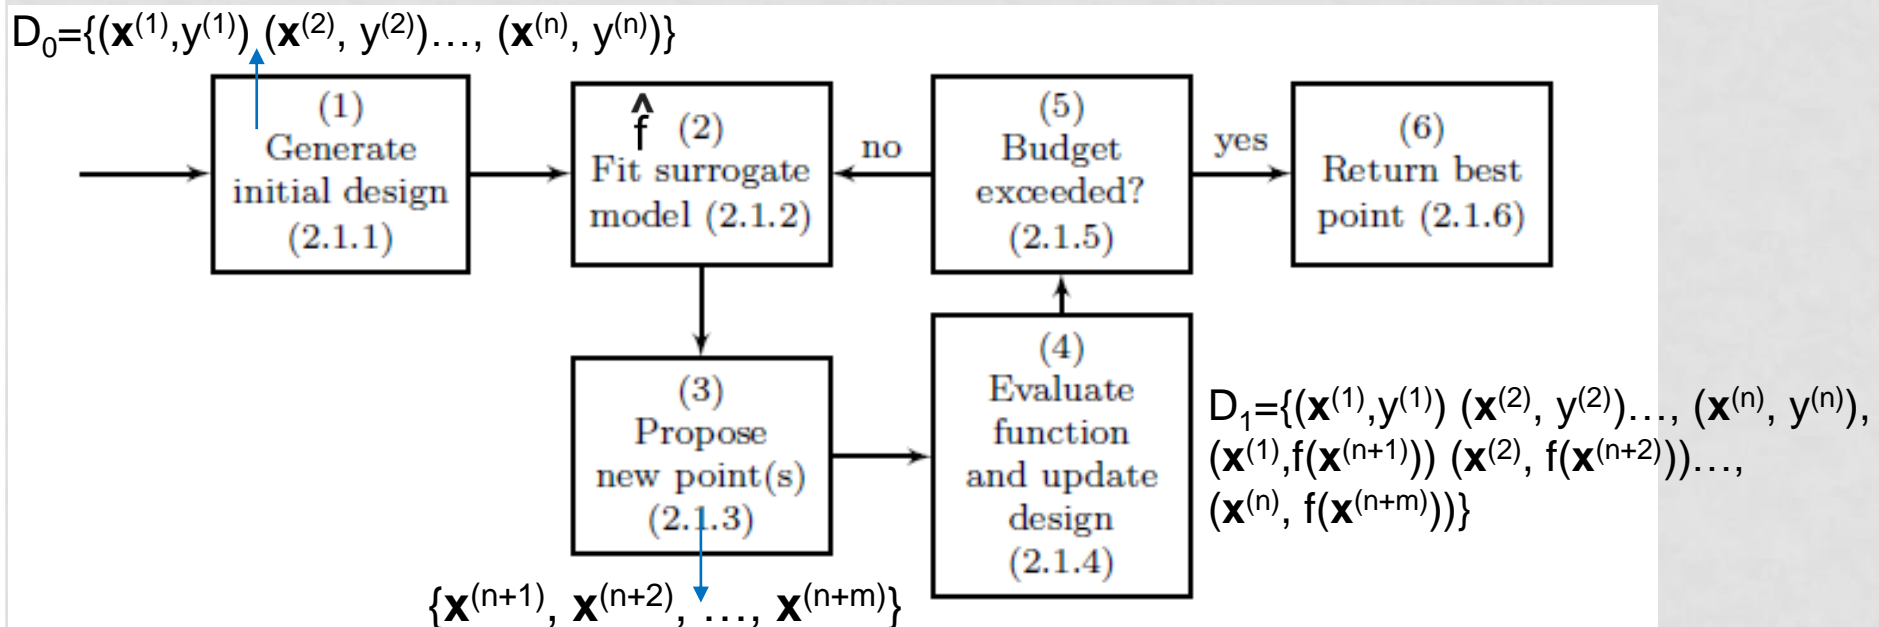 D₀={(x⁽¹⁾,y⁽¹⁾) (x⁽²⁾, y⁽²⁾)…, (x⁽ⁿ⁾, y⁽ⁿ⁾)}
(1)
Generate
initial design
(2.1.1)
f̂ (2)
Fit surrogate
model (2.1.2)
no
(5)
Budget
exceeded?
(2.1.5)
yes
(6)
Return best
point (2.1.6)
(3)
Propose
new point(s)
(2.1.3)
{x⁽ⁿ⁺¹⁾, x⁽ⁿ⁺²⁾, …, x⁽ⁿ⁺ᵐ⁾}
(4)
Evaluate
function
and update
design
(2.1.4)
D₁={(x⁽¹⁾,y⁽¹⁾) (x⁽²⁾, y⁽²⁾)…, (x⁽ⁿ⁾, y⁽ⁿ⁾),
(x⁽¹⁾,f(x⁽ⁿ⁺¹⁾)) (x⁽²⁾, f(x⁽ⁿ⁺²⁾))…,
(x⁽ⁿ⁾, f(x⁽ⁿ⁺ᵐ⁾))}